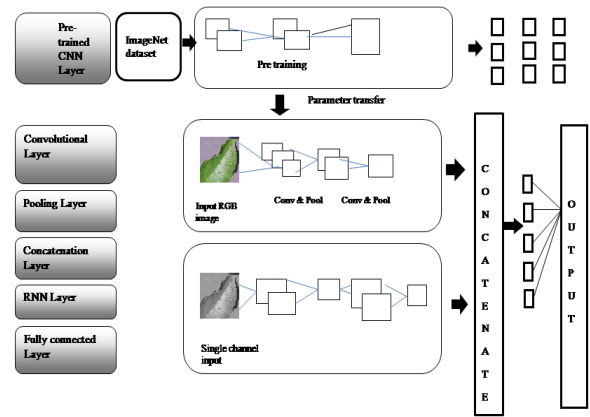 Pre-
trained
CNN
Layer
ImageNet
dataset
Pre training
Parameter transfer
Convolutional
Layer
Pooling Layer
Concatenation
Layer
RNN Layer
Fully connected
Layer
Input RGB
image
Conv & Pool
Conv & Pool
Single channel
input
C
O
N
C
A
T
E
N
A
T
E
O
U
T
P
U
T